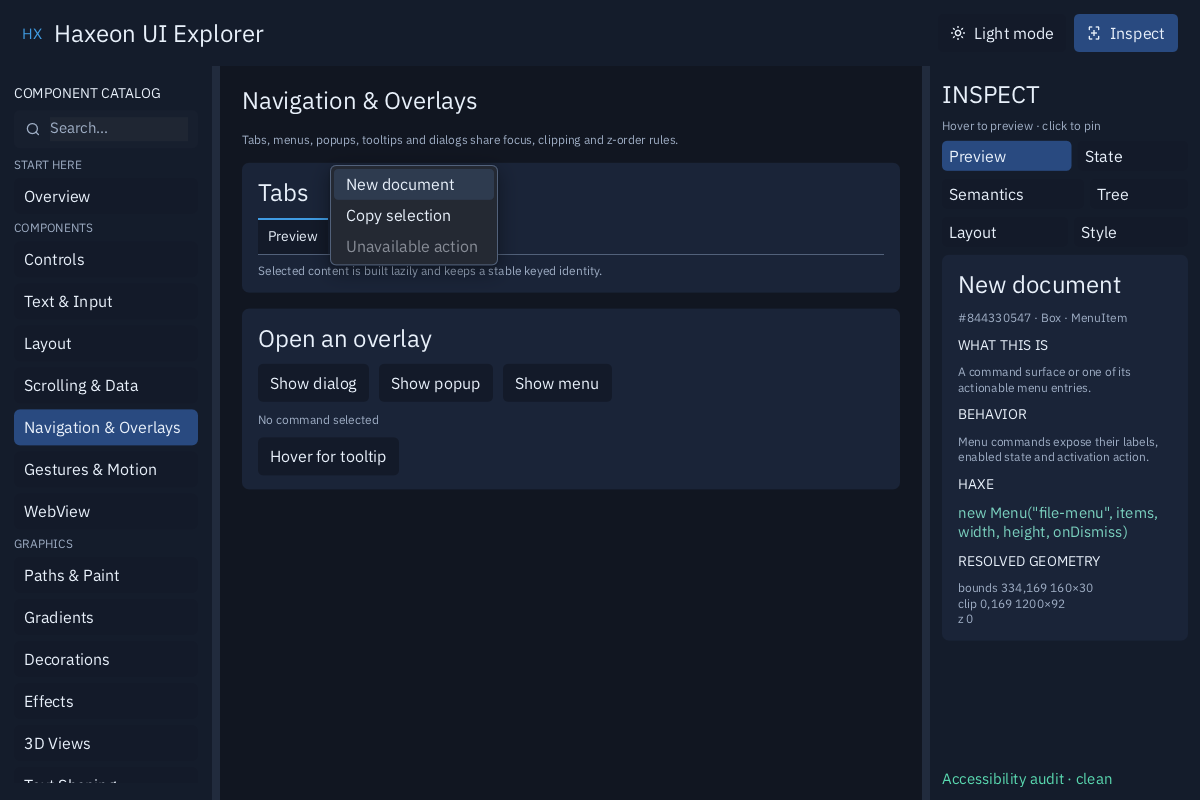 HX Haxeon UI Explorer
Light mode
Inspect
COMPONENT CATALOG
Search...
START HERE
Overview
COMPONENTS
Controls
Text & Input
Layout
Scrolling & Data
Navigation & Overlays
Gestures & Motion
WebView
GRAPHICS
Paths & Paint
Gradients
Decorations
Effects
3D Views
Text Shaping
Navigation & Overlays
Tabs, menus, popups, tooltips and dialogs share focus, clipping and z-order rules.
Tabs
Preview
New document
Copy selection
Unavailable action
Selected content is built lazily and keeps a stable keyed identity.
Open an overlay
Show dialog
Show popup
Show menu
No command selected
Hover for tooltip
INSPECT
Hover to preview · click to pin
Preview
State
Semantics
Tree
Layout
Style
New document
#844330547 · Box · MenuItem
WHAT THIS IS
A command surface or one of its
actionable menu entries.
BEHAVIOR
Menu commands expose their labels,
enabled state and activation action.
HAXE
new Menu("file-menu", items,
width, height, onDismiss)
RESOLVED GEOMETRY
bounds 334,169 160×30
clip 0,169 1200×92
z 0
Accessibility audit · clean